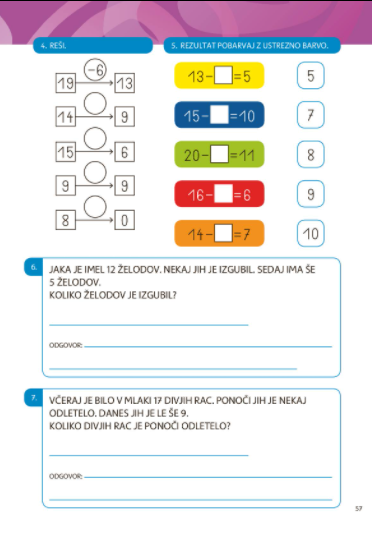 4. REŠI.
5. REZULTAT POBARVAJ Z USTREZNO BARVO.
-6
19 13
14 9
15 6
9 9
8 0
13-□=5
15-□=10
20-□=11
16-□=6
14-□=7
5
7
8
9
10
6.
JAKA JE IMEL 12 ŽELODOV. NEKAJ JIH JE IZGUBIL. SEDAJ IMA ŠE
5 ŽELODOV.
KOLIKO ŽELODOV JE IZGUBIL?
ODGOVOR:
7.
VČERAJ JE BILO V MLAKI 17 DIVJIH RAC. PONOČI JIH JE NEKAJ
ODLETELO. DANES JIH JE LE ŠE 9.
KOLIKO DIVJIH RAC JE PONOČI ODLETELO?
ODGOVOR:
57